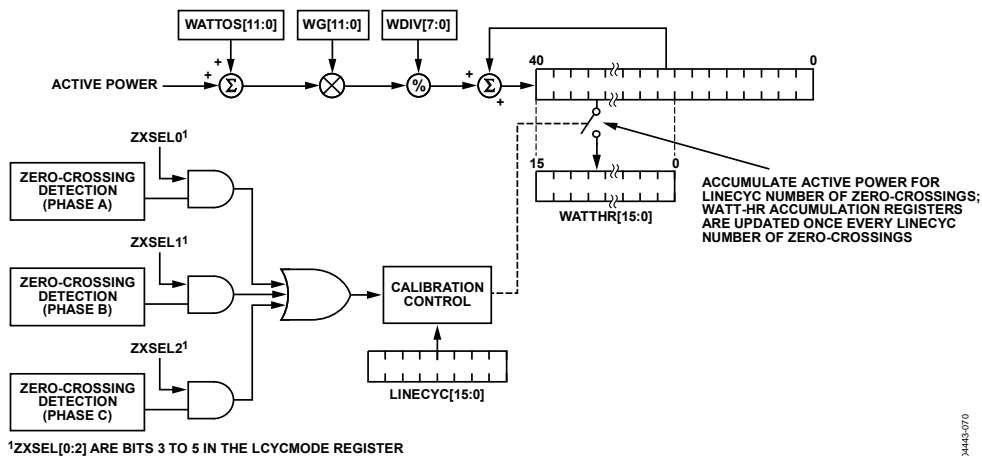 WATTOS[11:0]
WG[11:0]
WDIV[7:0]
+
+
ACTIVE POWER
Σ
%
+
Σ
+
40
0
15
0
WATTHR[15:0]
ACCUMULATE ACTIVE POWER FOR
LINECYC NUMBER OF ZERO-CROSSINGS;
WATT-HR ACCUMULATION REGISTERS
ARE UPDATED ONCE EVERY LINECYC
NUMBER OF ZERO-CROSSINGS
ZXSEL0¹
ZERO-CROSSING
DETECTION
(PHASE A)
ZXSEL1¹
ZERO-CROSSING
DETECTION
(PHASE B)
CALIBRATION
CONTROL
ZXSEL2¹
ZERO-CROSSING
DETECTION
(PHASE C)
LINECYC[15:0]
¹ZXSEL[0:2] ARE BITS 3 TO 5 IN THE LCYCMODE REGISTER
04443-070